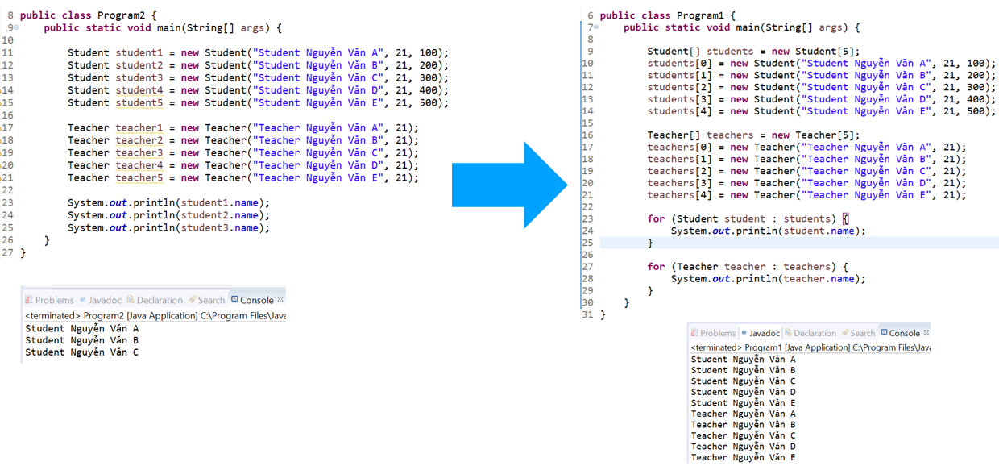 8 public class Program2 {
9 public static void main(String[] args) {
10
11 Student student1 = new Student("Student Nguyễn Văn A", 21, 100);
12 Student student2 = new Student("Student Nguyễn Văn B", 21, 200);
13 Student student3 = new Student("Student Nguyễn Văn C", 21, 300);
14 Student student4 = new Student("Student Nguyễn Văn D", 21, 400);
15 Student student5 = new Student("Student Nguyễn Văn E", 21, 500);
16
17 Teacher teacher1 = new Teacher("Teacher Nguyễn Văn A", 21);
18 Teacher teacher2 = new Teacher("Teacher Nguyễn Văn B", 21);
19 Teacher teacher3 = new Teacher("Teacher Nguyễn Văn C", 21);
20 Teacher teacher4 = new Teacher("Teacher Nguyễn Văn D", 21);
21 Teacher teacher5 = new Teacher("Teacher Nguyễn Văn E", 21);
22
23 System.out.println(student1.name);
24 System.out.println(student2.name);
25 System.out.println(student3.name);
26 }
27 }
Problems Javadoc Declaration Search Console
<terminated> Program2 [Java Application] C:\Program Files\Java
Student Nguyễn Văn A
Student Nguyễn Văn B
Student Nguyễn Văn C
6 public class Program1 {
7 public static void main(String[] args) {
8
9 Student[] students = new Student[5];
10 students[0] = new Student("Student Nguyễn Văn A", 21, 100);
11 students[1] = new Student("Student Nguyễn Văn B", 21, 200);
12 students[2] = new Student("Student Nguyễn Văn C", 21, 300);
13 students[3] = new Student("Student Nguyễn Văn D", 21, 400);
14 students[4] = new Student("Student Nguyễn Văn E", 21, 500);
15
16 Teacher[] teachers = new Teacher[5];
17 teachers[0] = new Teacher("Teacher Nguyễn Văn A", 21);
18 teachers[1] = new Teacher("Teacher Nguyễn Văn B", 21);
19 teachers[2] = new Teacher("Teacher Nguyễn Văn C", 21);
20 teachers[3] = new Teacher("Teacher Nguyễn Văn D", 21);
21 teachers[4] = new Teacher("Teacher Nguyễn Văn E", 21);
22
23 for (Student student : students) {
24 System.out.println(student.name);
25 }
26
27 for (Teacher teacher : teachers) {
28 System.out.println(teacher.name);
29 }
30 }
31 }
Problems Javadoc Declaration Search Console
<terminated> Program1 [Java Application] C:\Program Files\Java
Student Nguyễn Văn A
Student Nguyễn Văn B
Student Nguyễn Văn C
Student Nguyễn Văn D
Student Nguyễn Văn E
Teacher Nguyễn Văn A
Teacher Nguyễn Văn B
Teacher Nguyễn Văn C
Teacher Nguyễn Văn D
Teacher Nguyễn Văn E